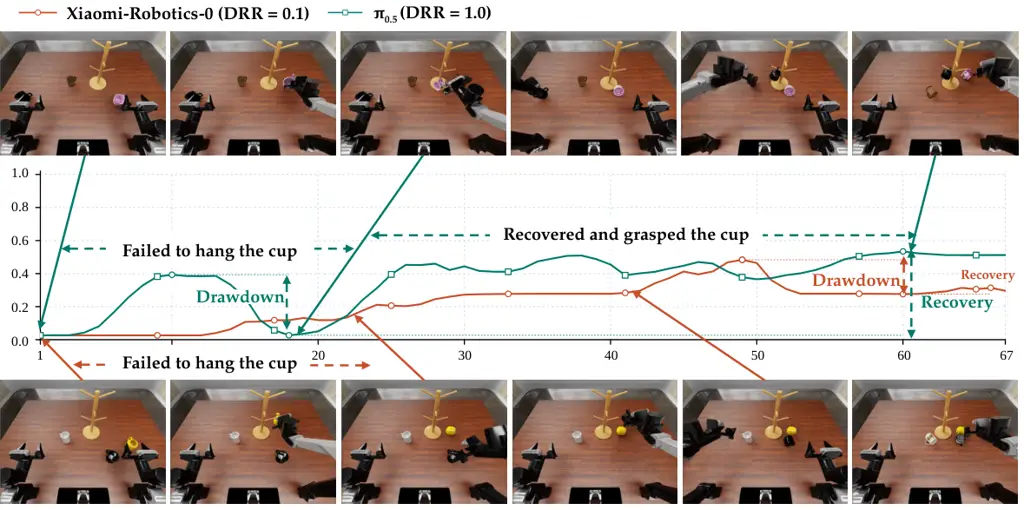 Xiaomi-Robotics-0 (DRR = 0.1) π0.5 (DRR = 1.0)
1.0
0.8
0.6
0.4
0.2
0.0
Failed to hang the cup
Recovered and grasped the cup
Drawdown
Drawdown
Recovery
Recovery
1 20 30 40 50 60 67
Failed to hang the cup